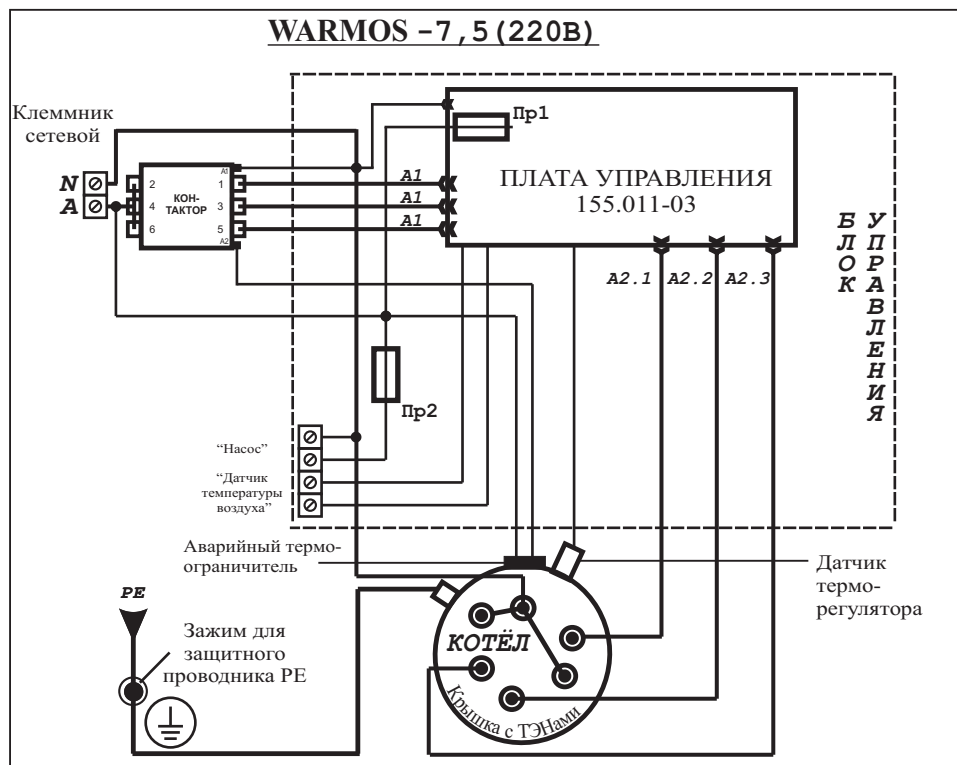 WARMOS -7,5(220В)
Клеммник
сетевой
N
A
A1
2
1
КОН-
4
3
ТАКТОР
6
5
A2
A1
A1
A1
Пр1
ПЛАТА УПРАВЛЕНИЯ
155.011-03
A2.1
A2.2
A2.3
БЛОК
УПРАВЛЕНИЯ
Пр2
“Насос”
“Датчик
температуры
воздуха”
Аварийный термо-
ограничитель
Датчик
термо-
регулятора
PE
Зажим для
защитного
проводника PE
КОТЁЛ
Крышка с ТЭНами